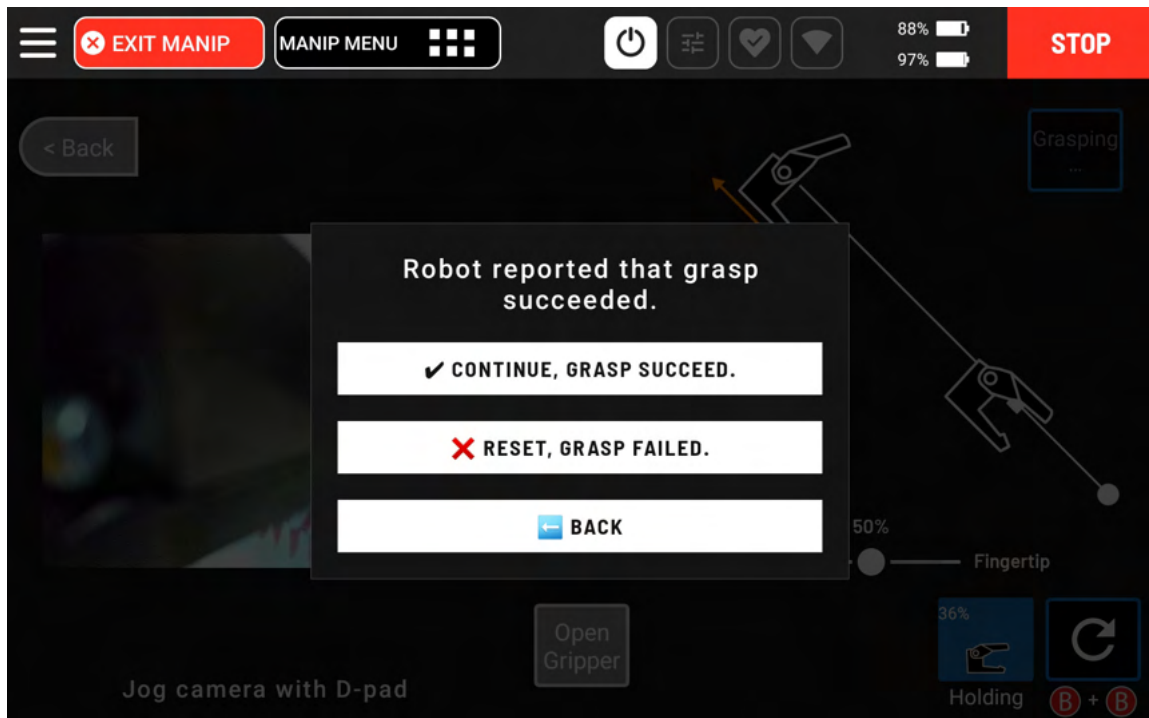 EXIT MANIP
MANIP MENU
88%
97%
STOP
< Back
Grasping
...
Robot reported that grasp
succeeded.
✔ CONTINUE, GRASP SUCCEED.
❌ RESET, GRASP FAILED.
⬅ BACK
50%
Fingertip
Open
Gripper
36%
Holding
B + B
Jog camera with D-pad